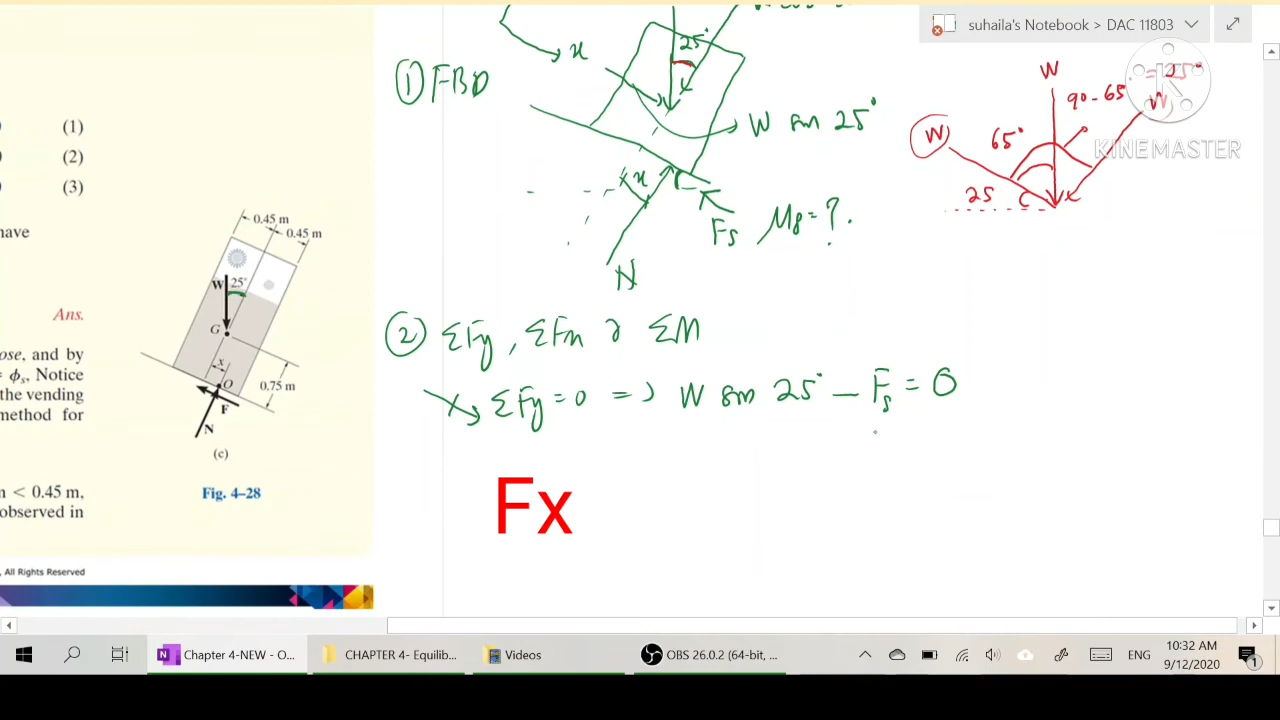 suhaila's Notebook > DAC 11803
(1)
(2)
(3)
have
Ans.
ose, and by
= ϕs, Notice
the vending
method for
n < 0.45 m,
observed in
0.45 m
0.45 m
W
25°
G
x
O
0.75 m
F
N
(c)
Fig. 4–28
, All Rights Reserved
① FBD
x
25°
W sin 25°
x
Fs
μs = ?.
N
W
90-65° = 25°
W
65°
25
KINEMASTER
② ΣFy, ΣFx & ΣM
ΣFy = 0 => W sin 25° - Fs = 0
Fx
Chapter 4-NEW - O...
CHAPTER 4- Equilib...
Videos
OBS 26.0.2 (64-bit, ...
ENG
10:32 AM
9/12/2020
1